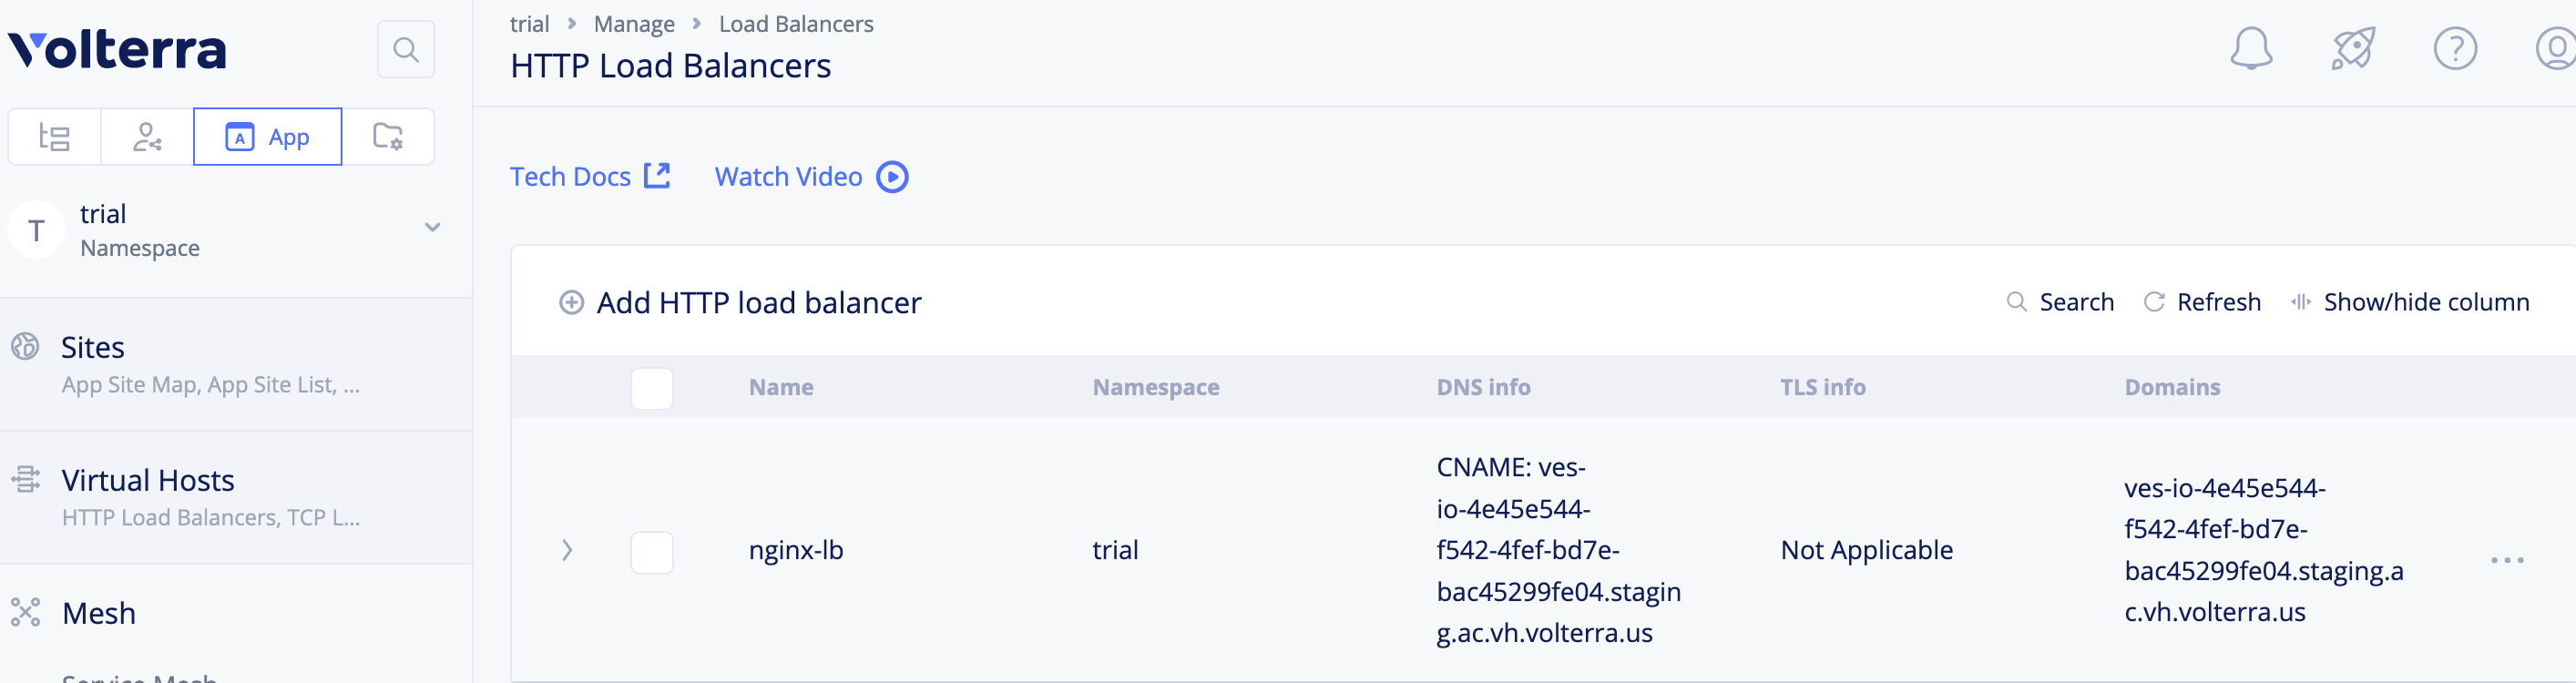 Volterra
App
T
trial
Namespace
Sites
App Site Map, App Site List, ...
Virtual Hosts
HTTP Load Balancers, TCP L...
Mesh
Service Mesh
trial > Manage > Load Balancers
HTTP Load Balancers
Tech Docs Watch Video
Add HTTP load balancer
Search Refresh Show/hide column
Name Namespace DNS info TLS info Domains
nginx-lb
trial
CNAME: ves-
io-4e45e544-
f542-4fef-bd7e-
bac45299fe04.stagin
g.ac.vh.volterra.us
Not Applicable
ves-io-4e45e544-
f542-4fef-bd7e-
bac45299fe04.staging.a
c.vh.volterra.us